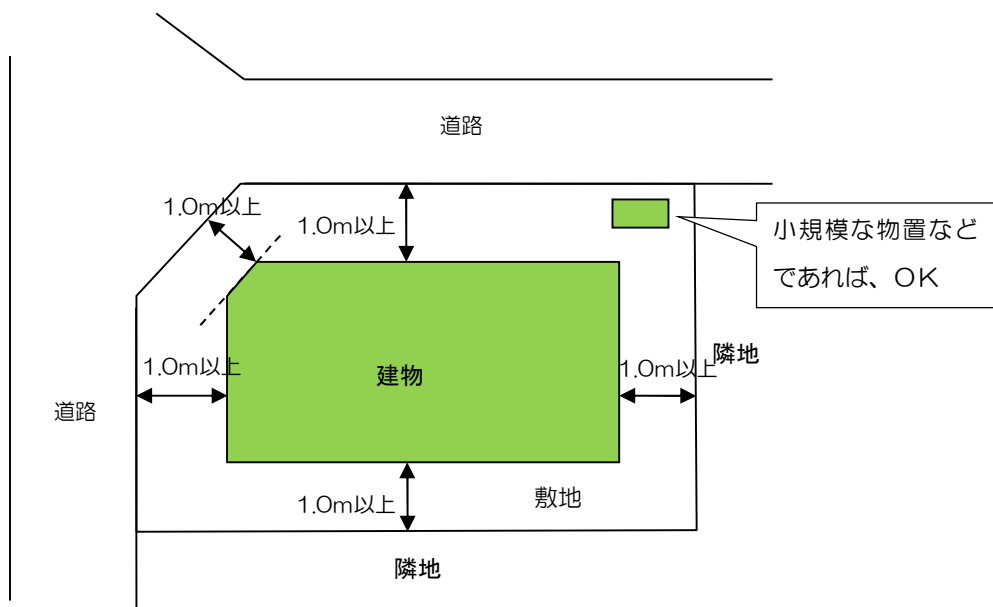 道路
1.0m以上
1.0m以上
小規模な物置など
であれば、OK
隣地
1.0m以上
建物
1.0m以上
道路
1.0m以上
敷地
隣地